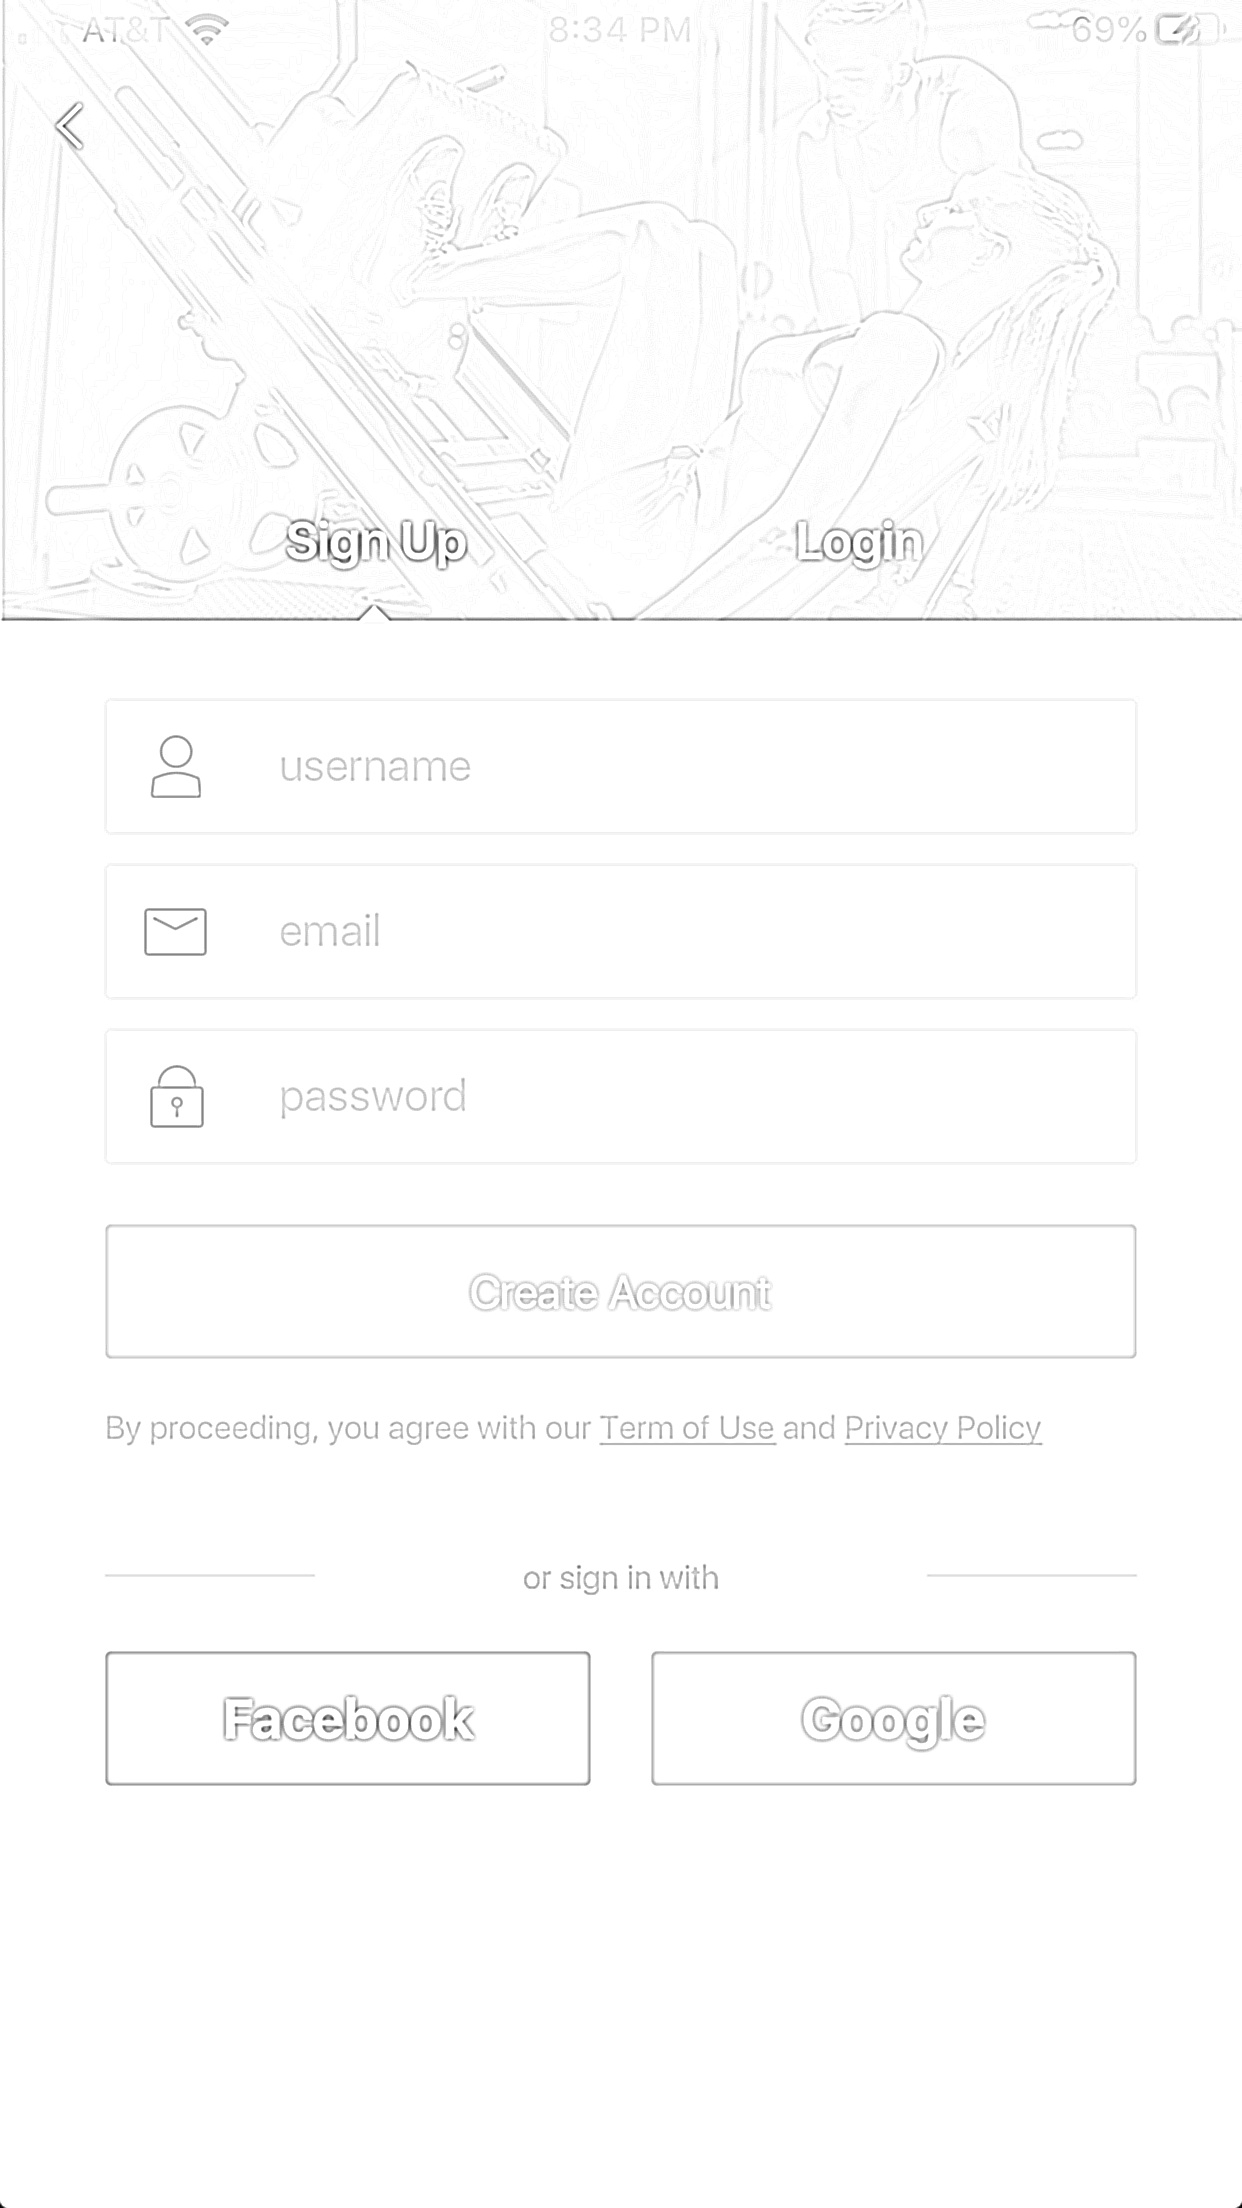 AT&T 8:34 PM 69%
Sign Up Login
username
email
password
Create Account
By proceeding, you agree with our Term of Use and Privacy Policy
or sign in with
Facebook Google